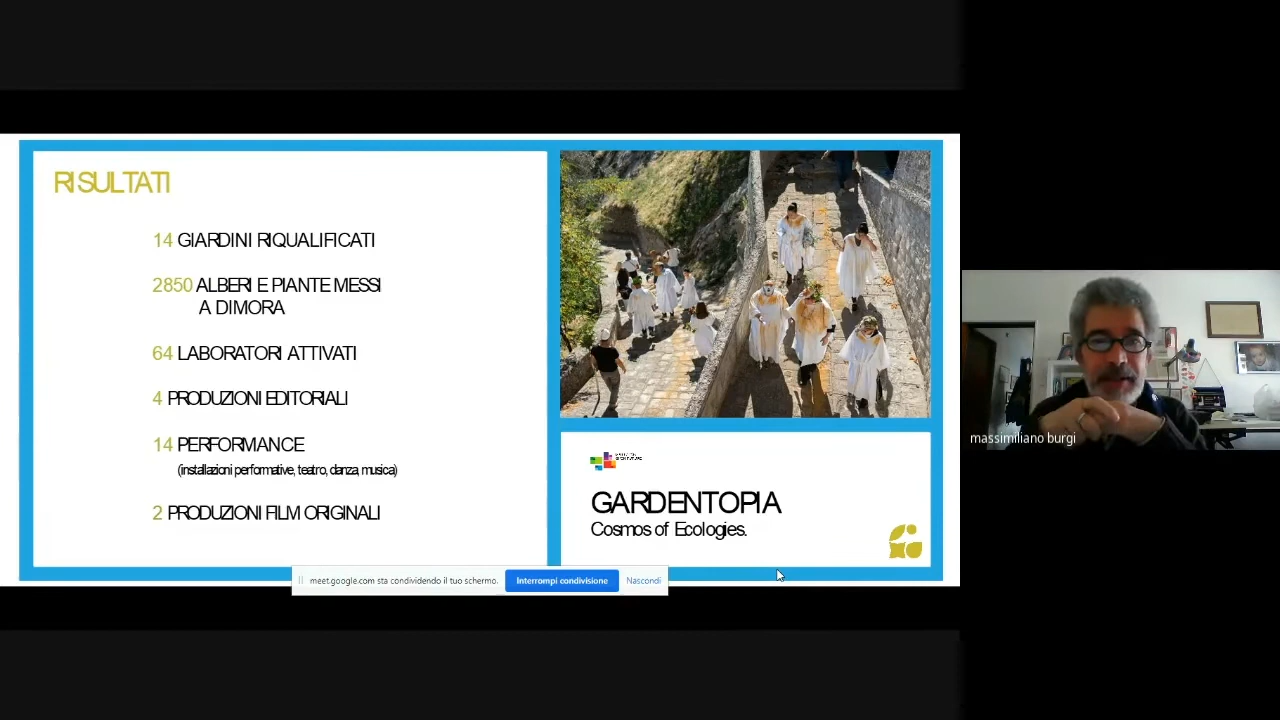 RISULTATI
14 GIARDINI RIQUALIFICATI
2850 ALBERI E PIANTE MESSI
A DIMORA
64 LABORATORI ATTIVATI
4 PRODUZIONI EDITORIALI
14 PERFORMANCE
(installazioni performative, teatro, danza, musica)
2 PRODUZIONI FILM ORIGINALI
GARDENTOPIA
Cosmos of Ecologies.
meet.google.com sta condividendo il tuo schermo.
Interrompi condivisione
Nascondi
massimiliano burgi